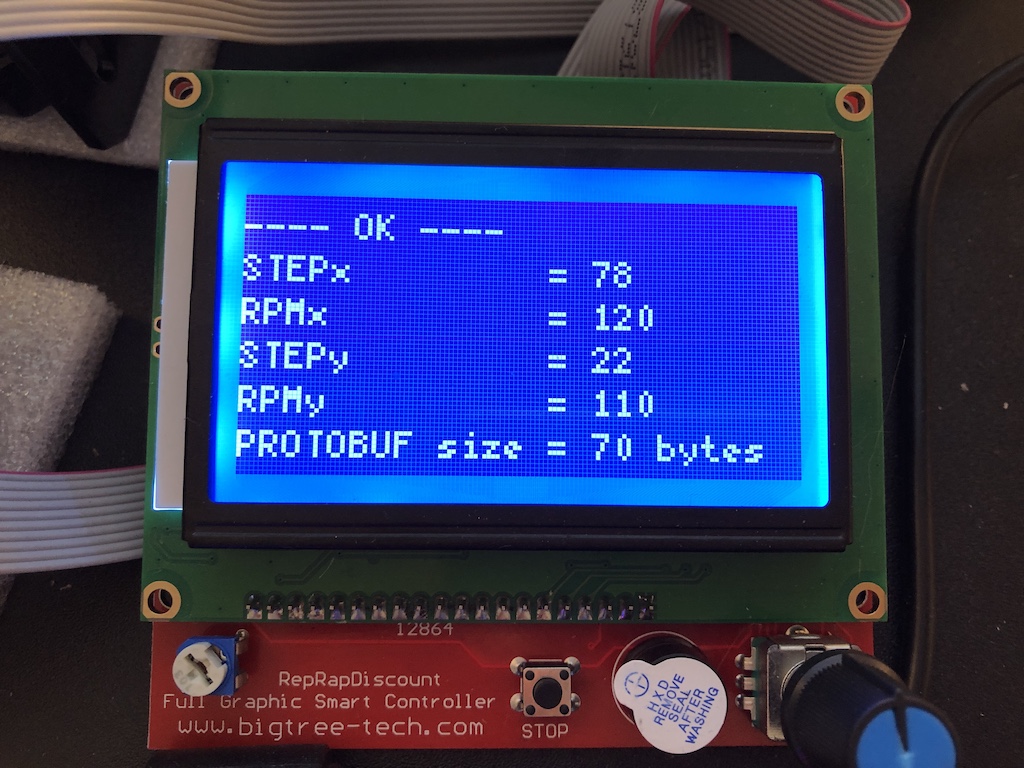 ---- OK ----
STEPx = 78
RPMx = 120
STEPy = 22
RPMy = 110
PROTOBUF size = 70 bytes
12864
RepRapDiscount
Full Graphic Smart Controller
www.bigtree-tech.com
STOP
HXD
REMOVE
SEAL
AFTER
WASHING